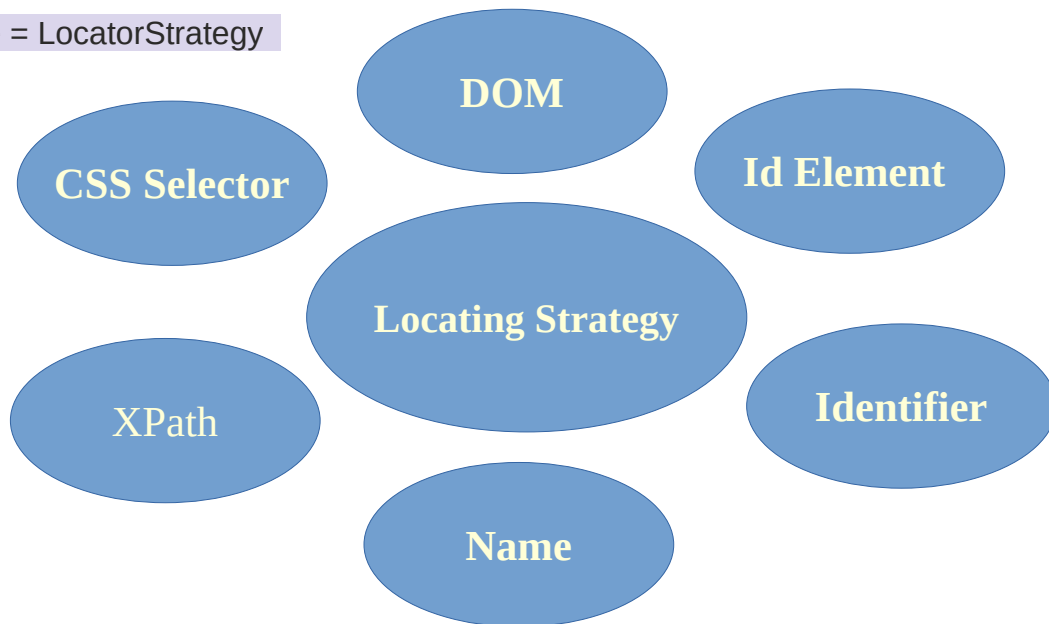 = LocatorStrategy
DOM
CSS Selector
Id Element
Locating Strategy
XPath
Identifier
Name